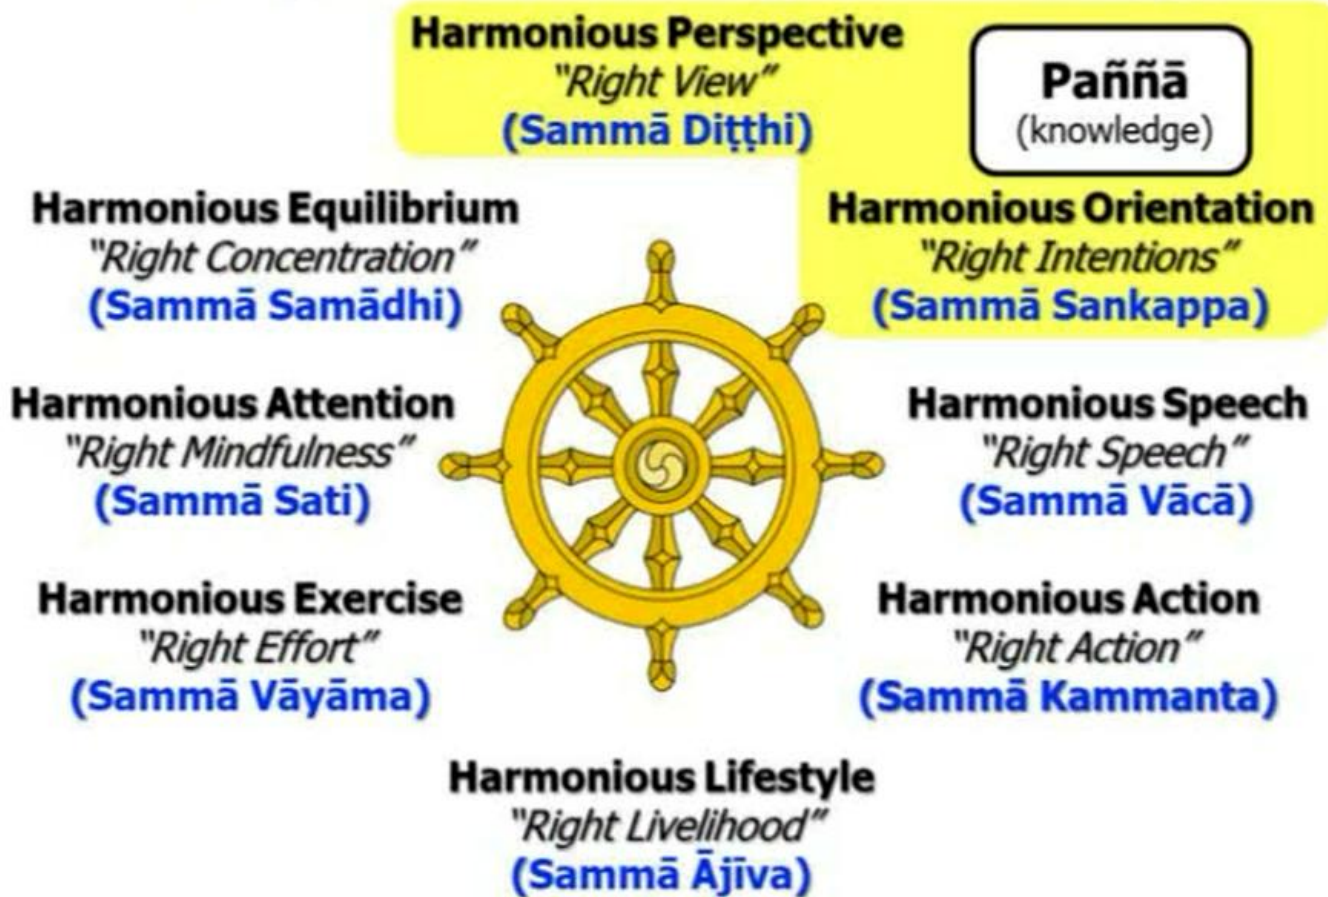 Harmonious Perspective
“Right View”
(Sammā Diṭṭhi)
Paññā
(knowledge)
Harmonious Orientation
“Right Intentions”
(Sammā Sankappa)
Harmonious Speech
“Right Speech”
(Sammā Vācā)
Harmonious Action
“Right Action”
(Sammā Kammanta)
Harmonious Lifestyle
“Right Livelihood”
(Sammā Ājīva)
Harmonious Exercise
“Right Effort”
(Sammā Vāyāma)
Harmonious Attention
“Right Mindfulness”
(Sammā Sati)
Harmonious Equilibrium
“Right Concentration”
(Sammā Samādhi)